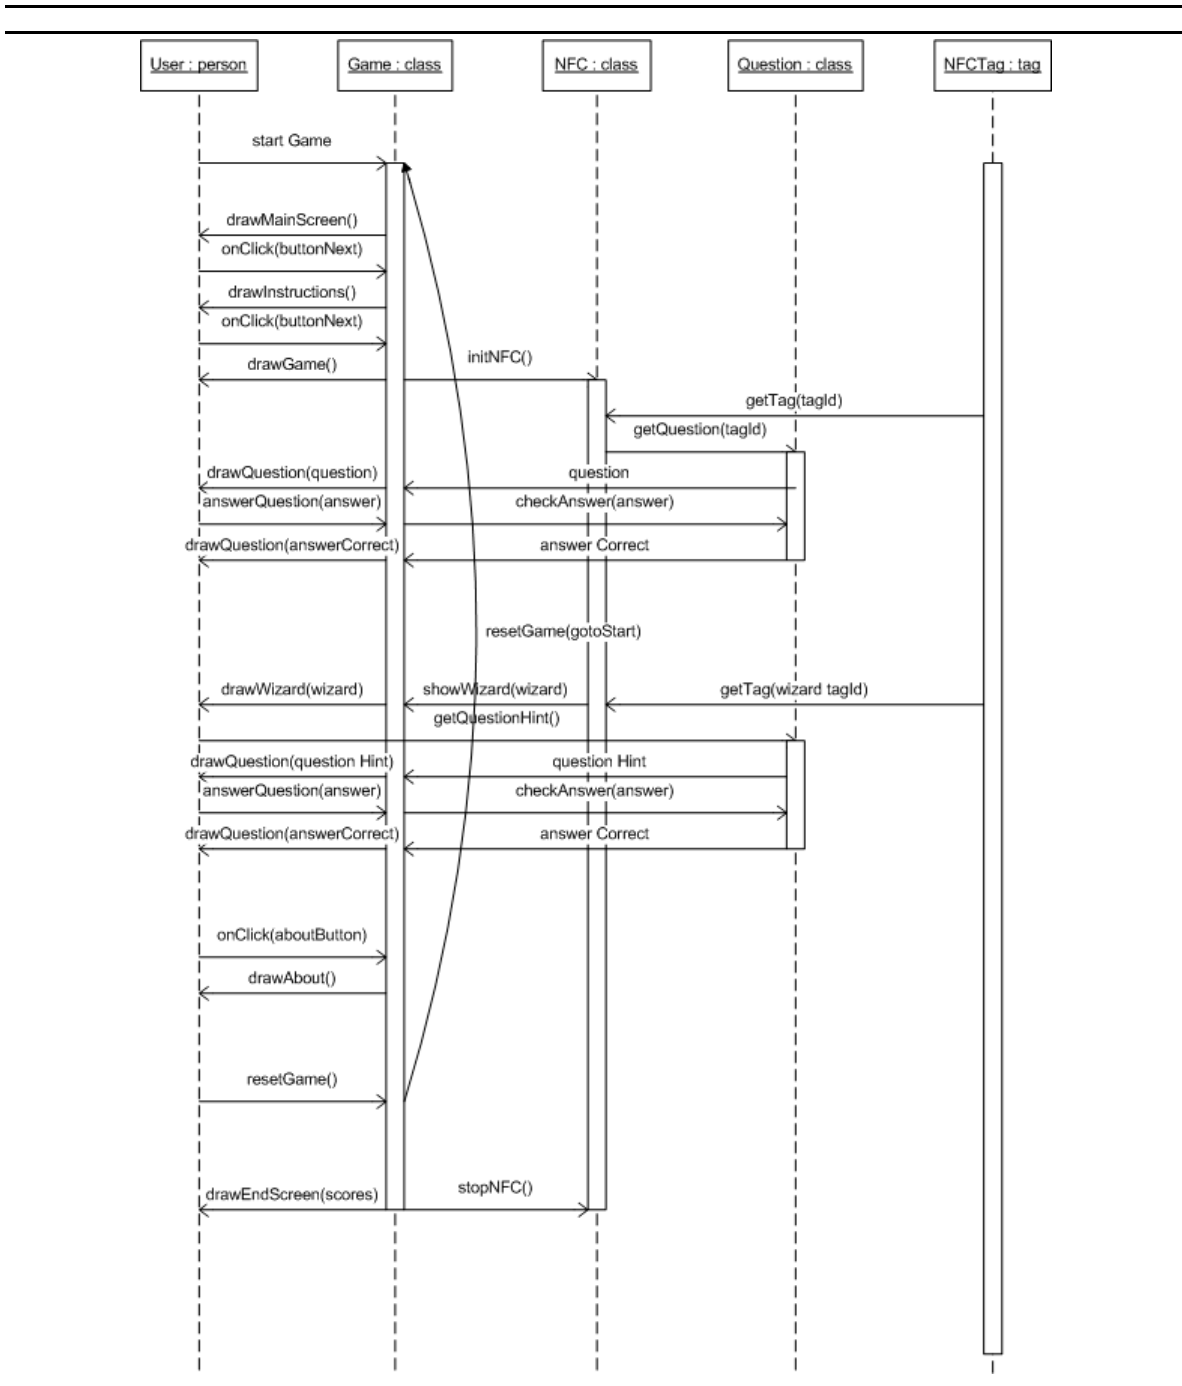 User : person
Game : class
NFC : class
Question : class
NFCTag : tag
start Game
drawMainScreen()
onClick(buttonNext)
drawInstructions()
onClick(buttonNext)
drawGame()
initNFC()
getTag(tagId)
getQuestion(tagId)
drawQuestion(question)
question
answerQuestion(answer)
checkAnswer(answer)
drawQuestion(answerCorrect)
answer Correct
resetGame(gotoStart)
drawWizard(wizard)
showWizard(wizard)
getTag(wizard tagId)
getQuestionHint()
drawQuestion(question Hint)
question Hint
answerQuestion(answer)
checkAnswer(answer)
drawQuestion(answerCorrect)
answer Correct
onClick(aboutButton)
drawAbout()
resetGame()
drawEndScreen(scores)
stopNFC()